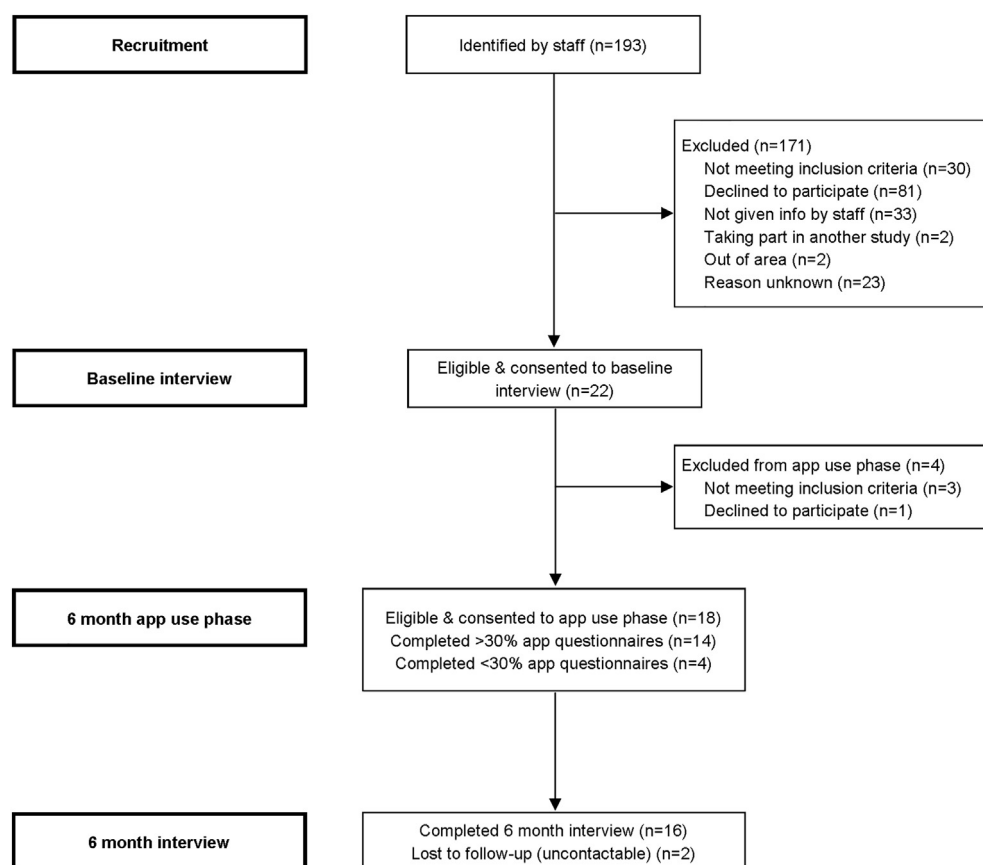 Recruitment
Identified by staff (n=193)
Excluded (n=171)
Not meeting inclusion criteria (n=30)
Declined to participate (n=81)
Not given info by staff (n=33)
Taking part in another study (n=2)
Out of area (n=2)
Reason unknown (n=23)
Baseline interview
Eligible & consented to baseline
interview (n=22)
Excluded from app use phase (n=4)
Not meeting inclusion criteria (n=3)
Declined to participate (n=1)
6 month app use phase
Eligible & consented to app use phase (n=18)
Completed >30% app questionnaires (n=14)
Completed <30% app questionnaires (n=4)
6 month interview
Completed 6 month interview (n=16)
Lost to follow-up (uncontactable) (n=2)